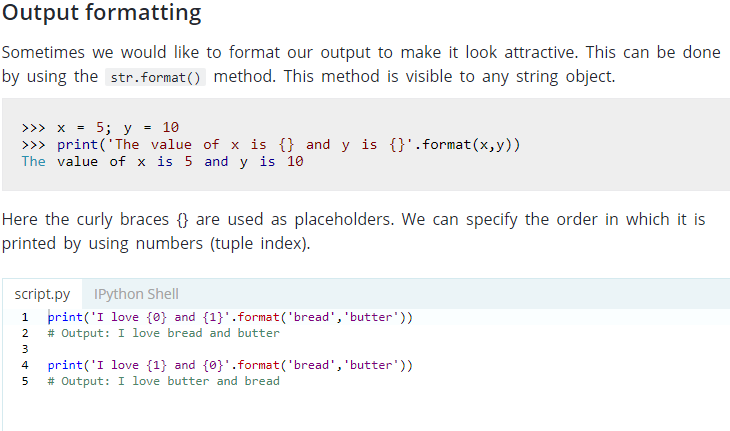 Output formatting
Sometimes we would like to format our output to make it look attractive. This can be done
by using the str.format() method. This method is visible to any string object.
>>> x = 5; y = 10
>>> print('The value of x is {} and y is {}'.format(x,y))
The value of x is 5 and y is 10
Here the curly braces {} are used as placeholders. We can specify the order in which it is
printed by using numbers (tuple index).
script.py IPython Shell
1 print('I love {0} and {1}'.format('bread','butter'))
2 # Output: I love bread and butter
3
4 print('I love {1} and {0}'.format('bread','butter'))
5 # Output: I love butter and bread